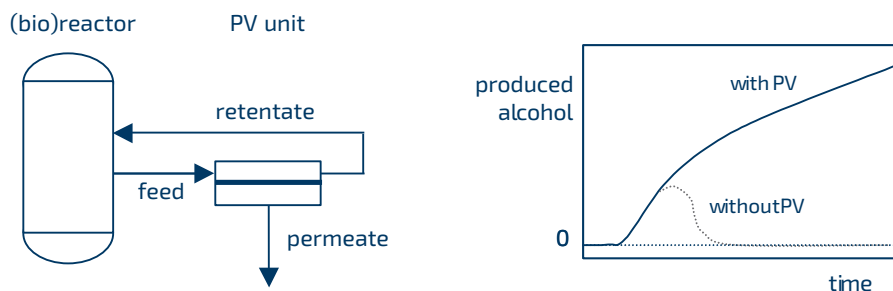 (bio)reactor
PV unit
retentate
feed
permeate
produced
alcohol
with PV
withoutPV
0
time